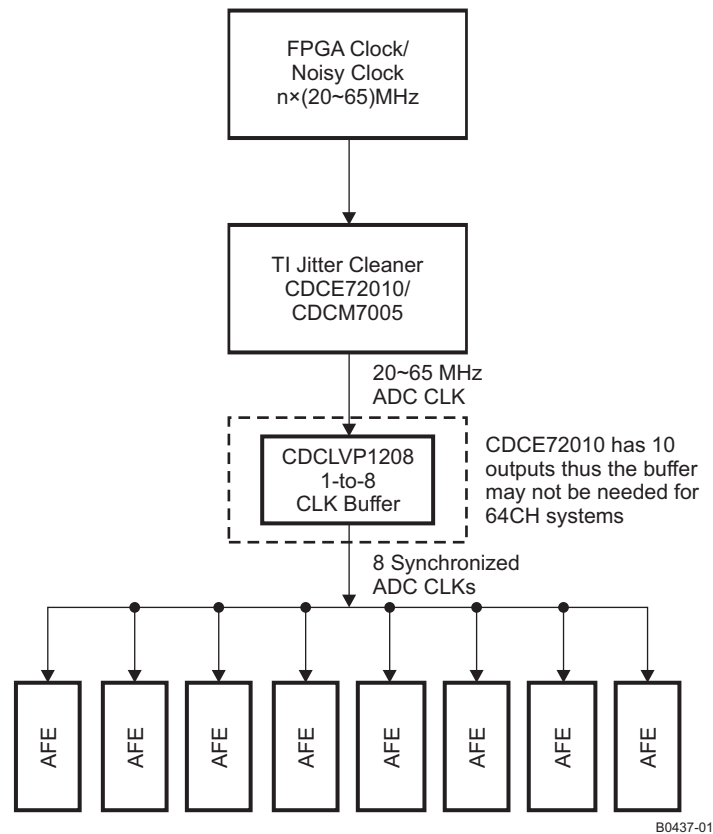 FPGA Clock/
Noisy Clock
n×(20~65)MHz
TI Jitter Cleaner
CDCE72010/
CDCM7005
20~65 MHz
ADC CLK
CDCLVP1208
1-to-8
CLK Buffer
CDCE72010 has 10
outputs thus the buffer
may not be needed for
64CH systems
8 Synchronized
ADC CLKs
AFE
AFE
AFE
AFE
AFE
AFE
AFE
AFE
B0437-01